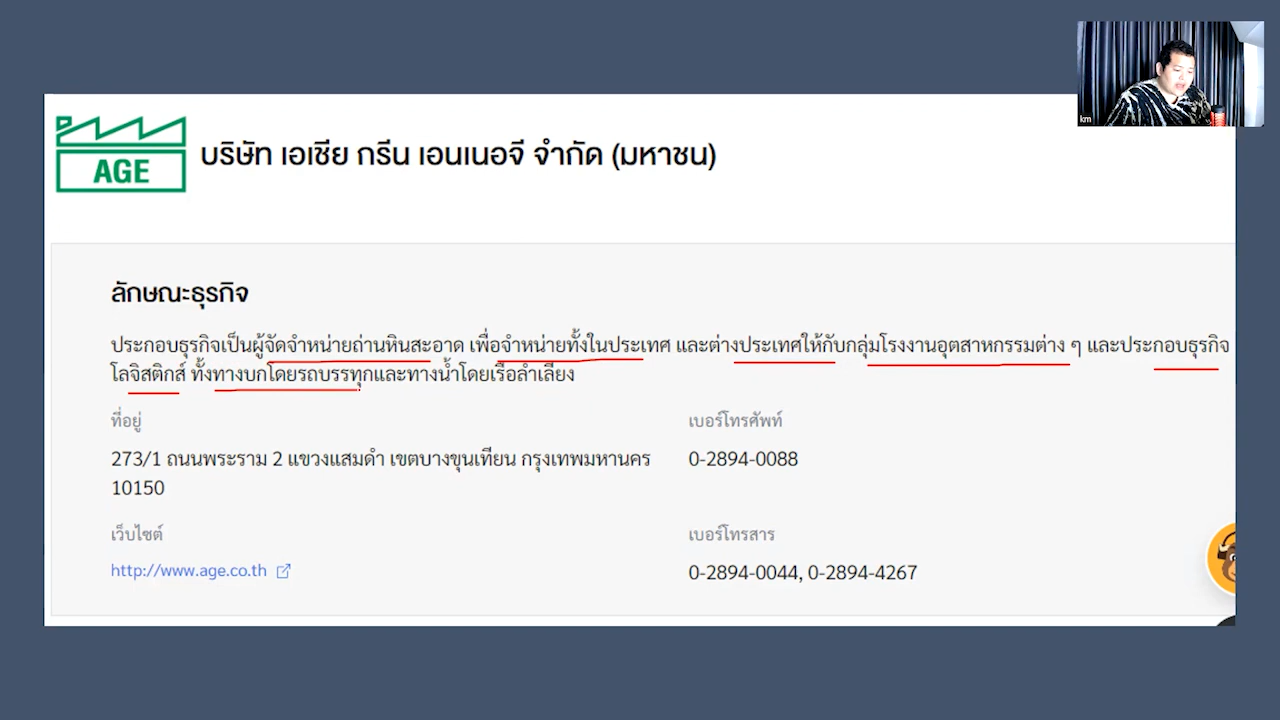 km
AGE
บริษัท เอเชีย กรีน เอนเนอจี จำกัด (มหาชน)
ลักษณะธุรกิจ
ประกอบธุรกิจเป็นผู้จัดจำหน่ายถ่านหินสะอาด เพื่อจำหน่ายทั้งในประเทศ และต่างประเทศให้กับกลุ่มโรงงานอุตสาหกรรมต่าง ๆ และประกอบธุรกิจ
โลจิสติกส์ ทั้งทางบกโดยรถบรรทุกและทางน้ำโดยเรือลำเลียง
ที่อยู่
273/1 ถนนพระราม 2 แขวงแสมดำ เขตบางขุนเทียน กรุงเทพมหานคร
10150
เบอร์โทรศัพท์
0-2894-0088
เว็บไซต์
http://www.age.co.th
เบอร์โทรสาร
0-2894-0044, 0-2894-4267